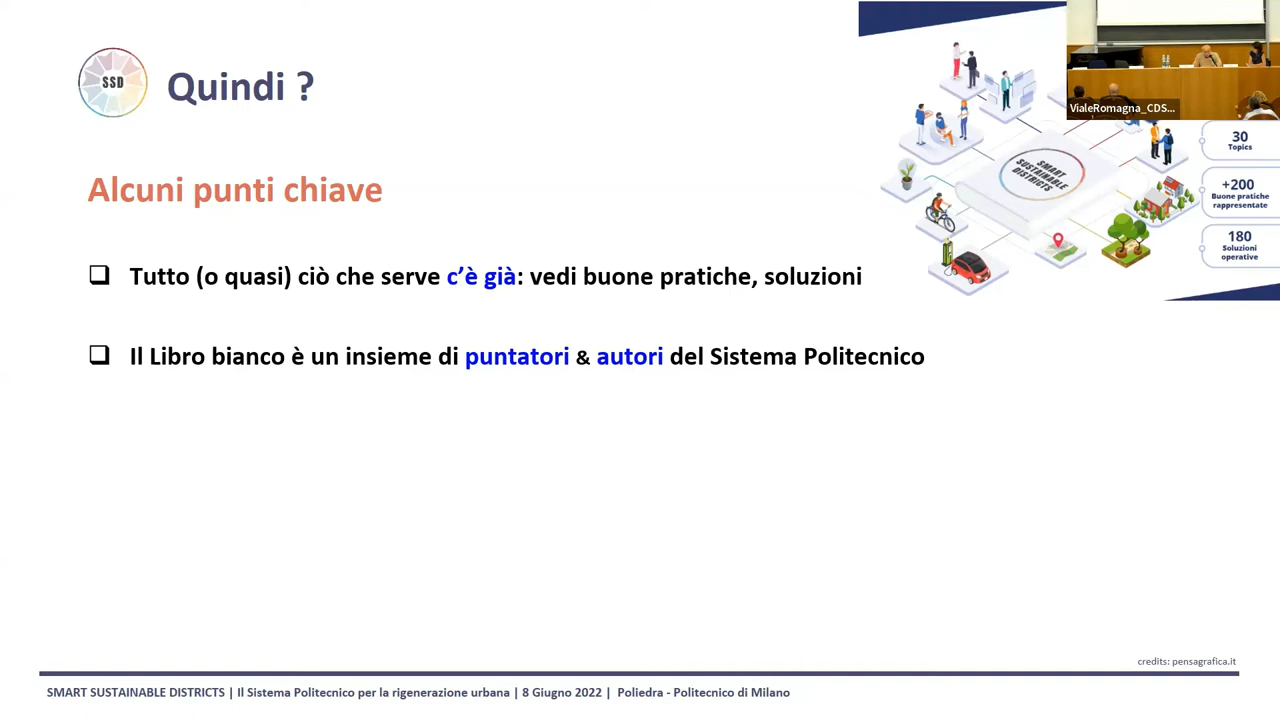 SSD
Quindi ?
VialeRomagna_CDS...
SMART
SUSTAINABLE
DISTRICTS
30
Topics
+200
Buone pratiche
rappresentate
180
Soluzioni
operative
Alcuni punti chiave
Tutto (o quasi) ciò che serve c’è già: vedi buone pratiche, soluzioni
Il Libro bianco è un insieme di puntatori & autori del Sistema Politecnico
credits: pensagrafica.it
SMART SUSTAINABLE DISTRICTS | Il Sistema Politecnico per la rigenerazione urbana | 8 Giugno 2022 | Poliedra - Politecnico di Milano